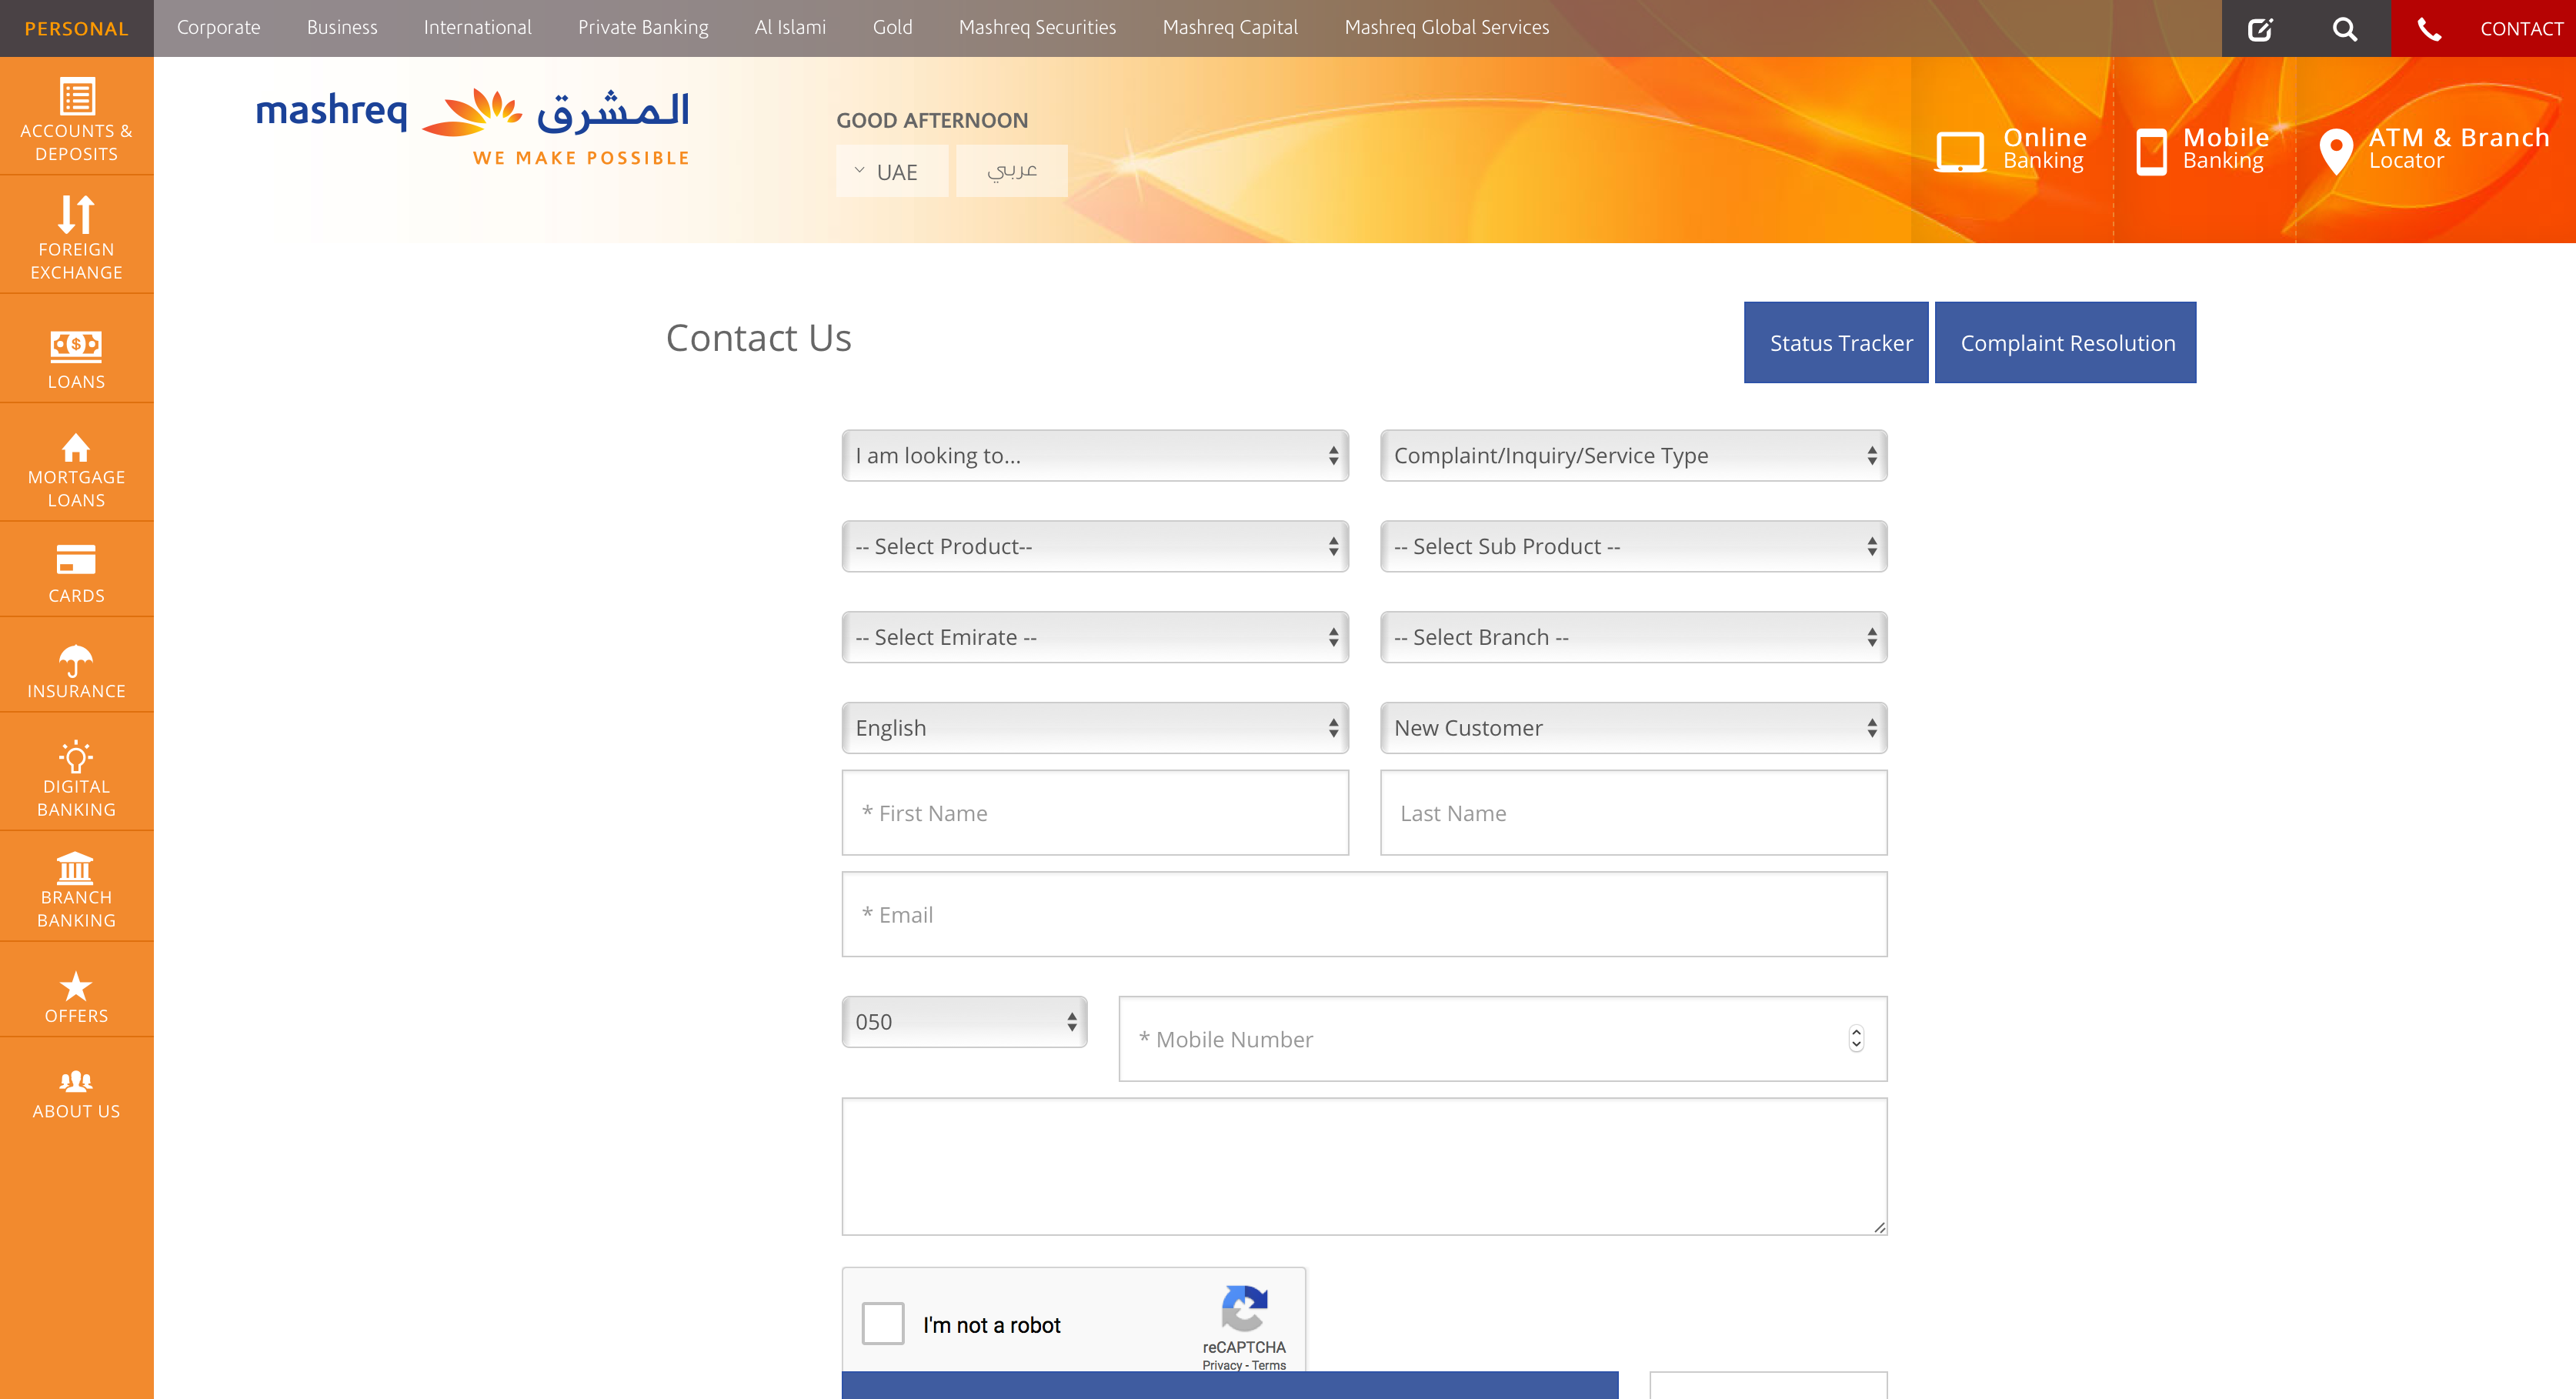 PERSONAL
Corporate
Business
International
Private Banking
Al Islami
Gold
Mashreq Securities
Mashreq Capital
Mashreq Global Services
CONTACT
ACCOUNTS &
DEPOSITS
FOREIGN
EXCHANGE
LOANS
MORTGAGE
LOANS
CARDS
INSURANCE
DIGITAL
BANKING
BRANCH
BANKING
OFFERS
ABOUT US
mashreq المشرق
WE MAKE POSSIBLE
GOOD AFTERNOON
UAE
عربي
Online
Banking
Mobile
Banking
ATM & Branch
Locator
Contact Us
Status Tracker
Complaint Resolution
I am looking to...
Complaint/Inquiry/Service Type
-- Select Product--
-- Select Sub Product --
-- Select Emirate --
-- Select Branch --
English
New Customer
* First Name
Last Name
* Email
050
* Mobile Number
I'm not a robot
reCAPTCHA
Privacy - Terms